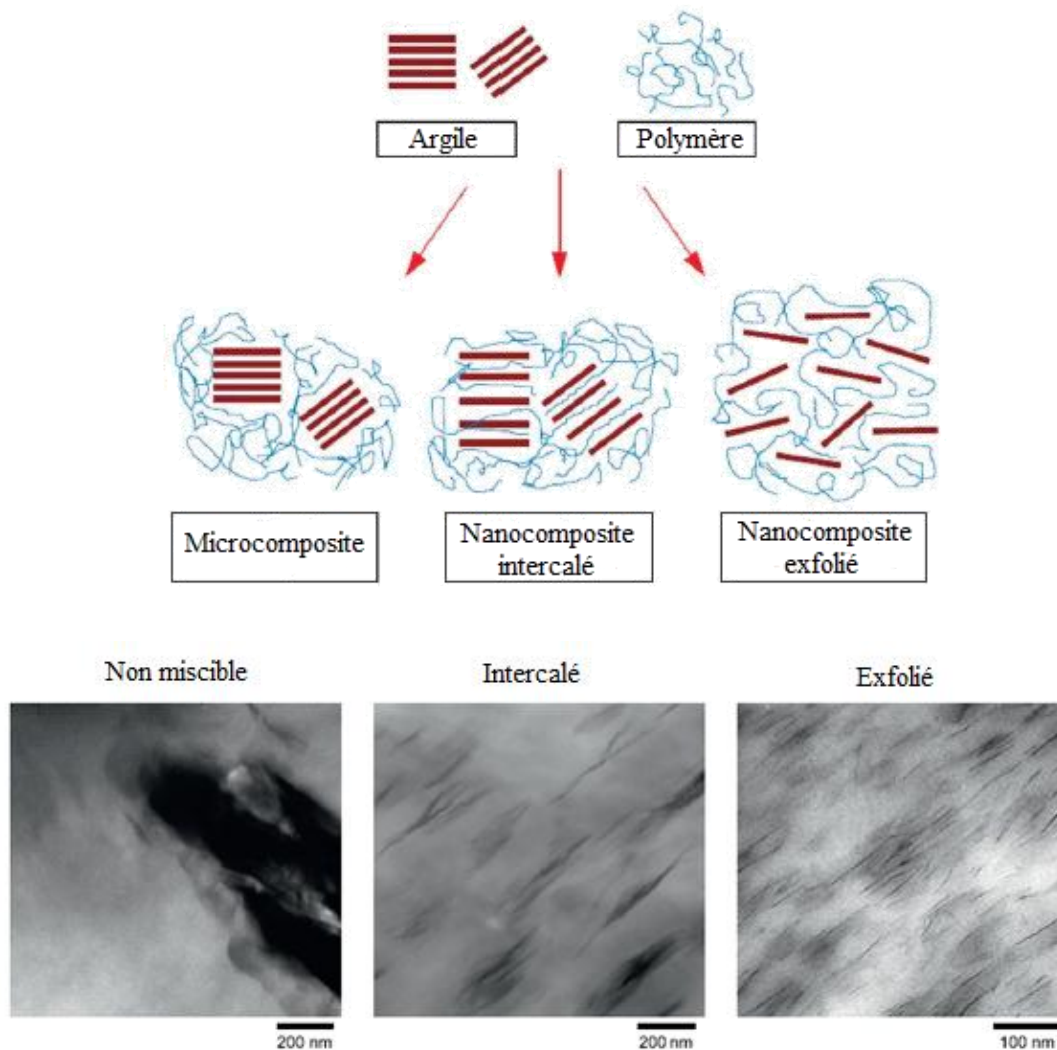 Argile
Polymère
Microcomposite
Nanocomposite
intercalé
Nanocomposite
exfolié
Non miscible
Intercalé
Exfolié
200 nm
200 nm
100 nm